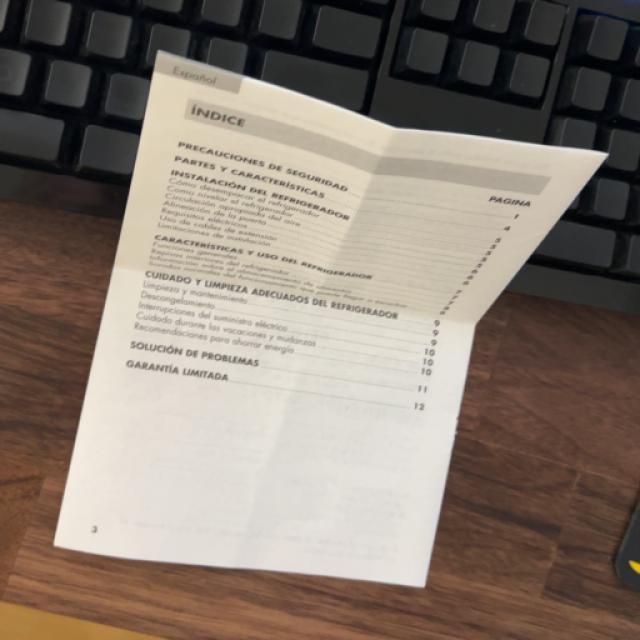 Español
ÍNDICE
PAGINA
PRECAUCIONES DE SEGURIDAD 1
PARTES Y CARACTERÍSTICAS 4
INSTALACIÓN DEL REFRIGERADOR
Cómo desempacar el refrigerador
Cómo nivelar el refrigerador
Circulación apropiada del aire
Alineación de la puerta
Requisitos eléctricos
Uso de cables de extensión
Limitaciones de instalación
CARACTERÍSTICAS Y USO DEL REFRIGERADOR
generales
interiores del refrigerador
CUIDADO Y LIMPIEZA ADECUADOS DEL REFRIGERADOR
Limpieza y mantenimiento 9
Descongelamiento 9
Interrupciones del suministro eléctrico 9
Cuidado durante las vacaciones y mudanzas 10
Recomendaciones para ahorrar energía 10
SOLUCIÓN DE PROBLEMAS 11
GARANTÍA LIMITADA 12
3